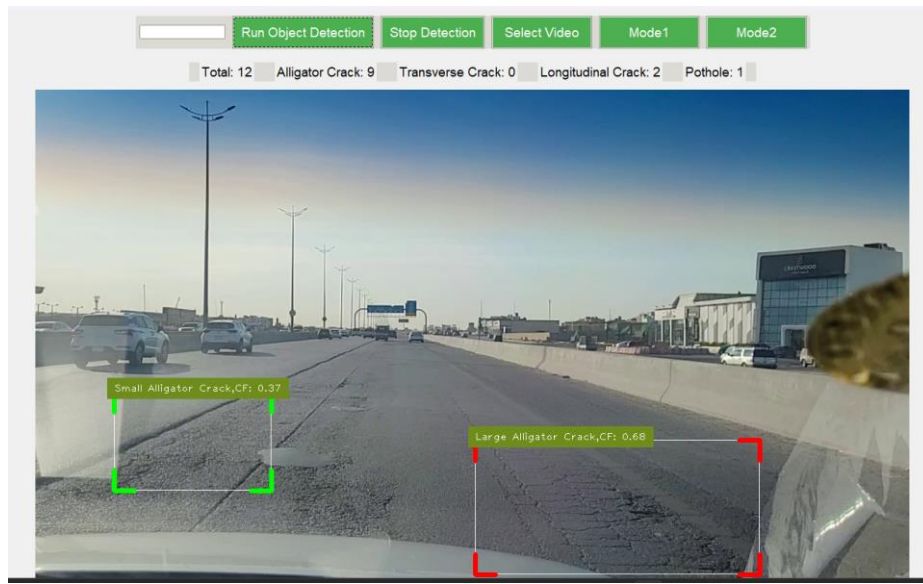 Run Object Detection Stop Detection Select Video Mode1 Mode2
Total: 12 Alligator Crack: 9 Transverse Crack: 0 Longitudinal Crack: 2 Pothole: 1
Small Alligator Crack,CF: 0.37
Large Alligator Crack,CF: 0.68